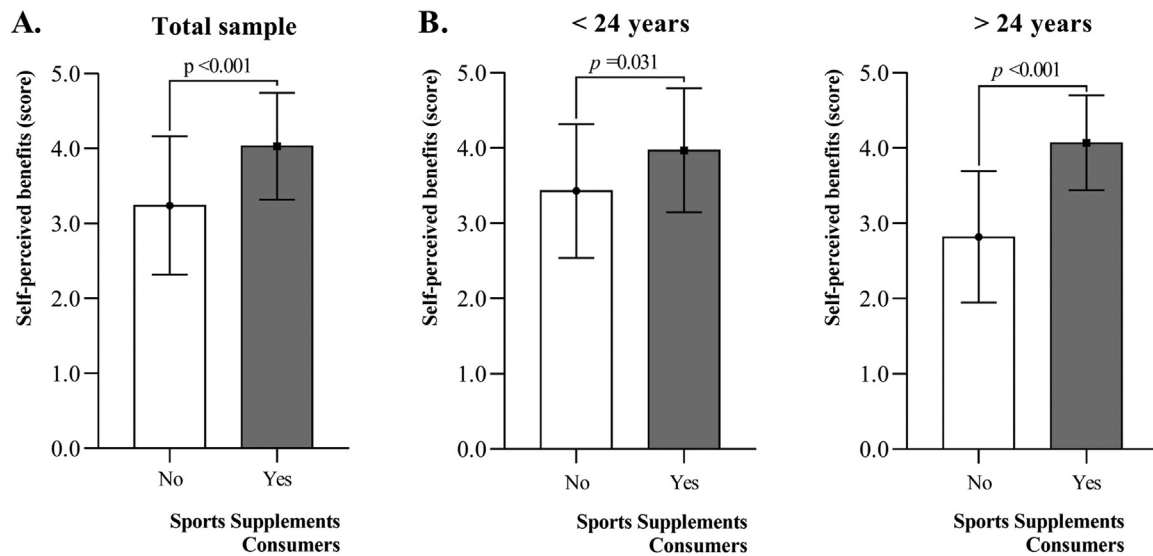 A.
Total sample
Self-perceived benefits (score)
5.0
4.0
3.0
2.0
1.0
0.0
p <0.001
No
Yes
Sports Supplements
Consumers
B.
< 24 years
Self-perceived benefits (score)
5.0
4.0
3.0
2.0
1.0
0.0
p =0.031
No
Yes
Sports Supplements
Consumers
> 24 years
Self-perceived benefits (score)
5.0
4.0
3.0
2.0
1.0
0.0
p <0.001
No
Yes
Sports Supplements
Consumers